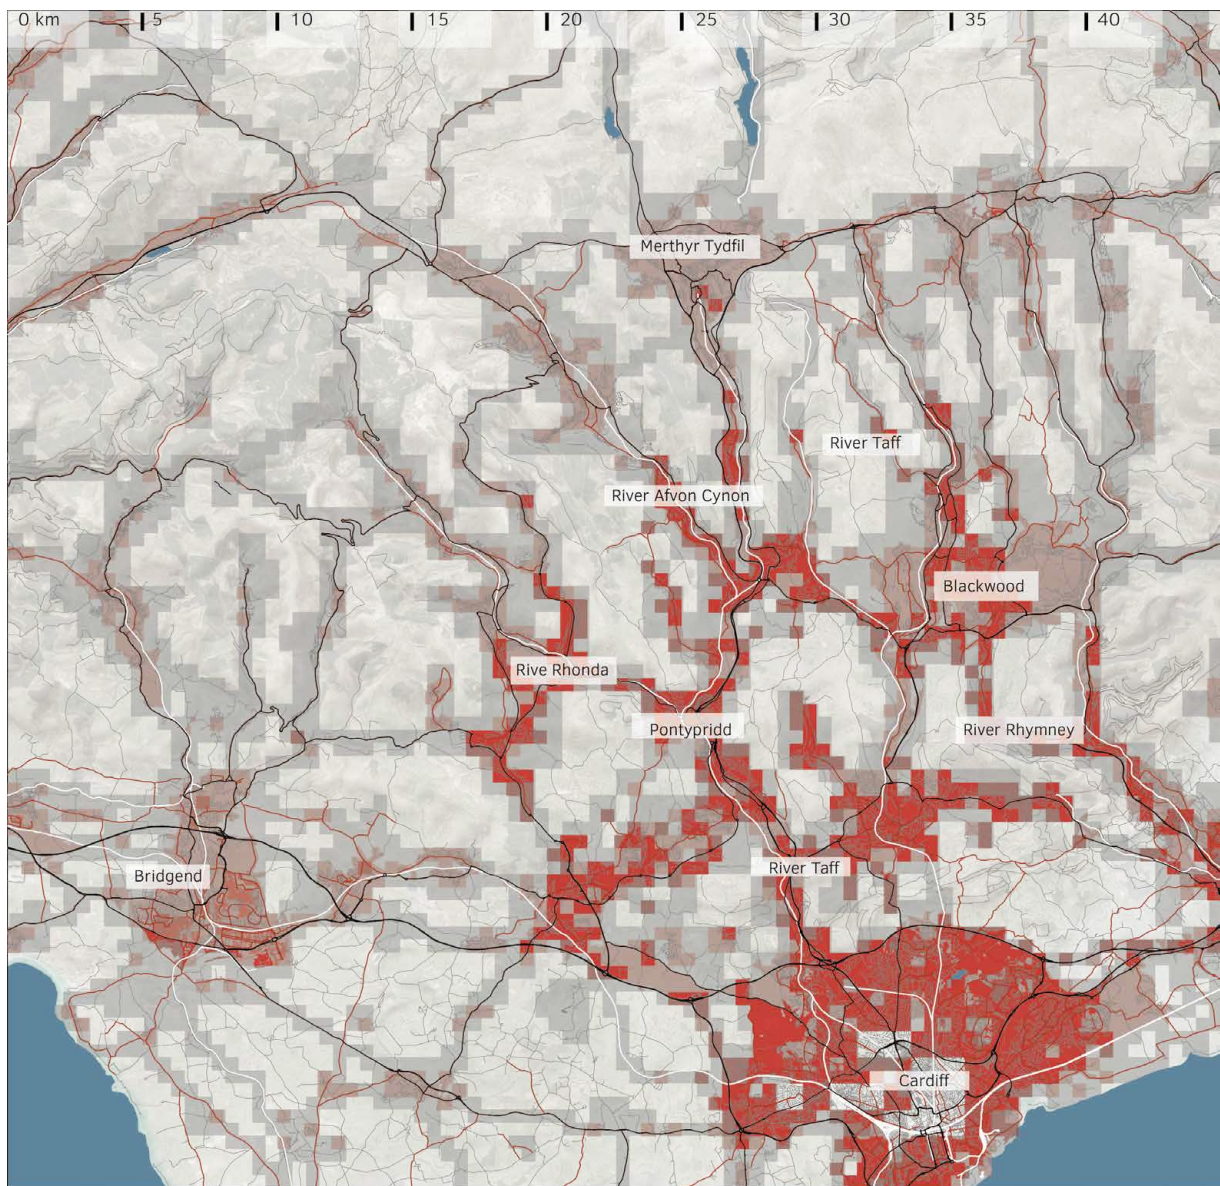 0 km 5 10 15 20 25 30 35 40
Merthyr Tydfil
River Taff
River Afvon Cynon
Blackwood
Rive Rhonda
Pontypridd
River Rhymney
River Taff
Bridgend
Cardiff